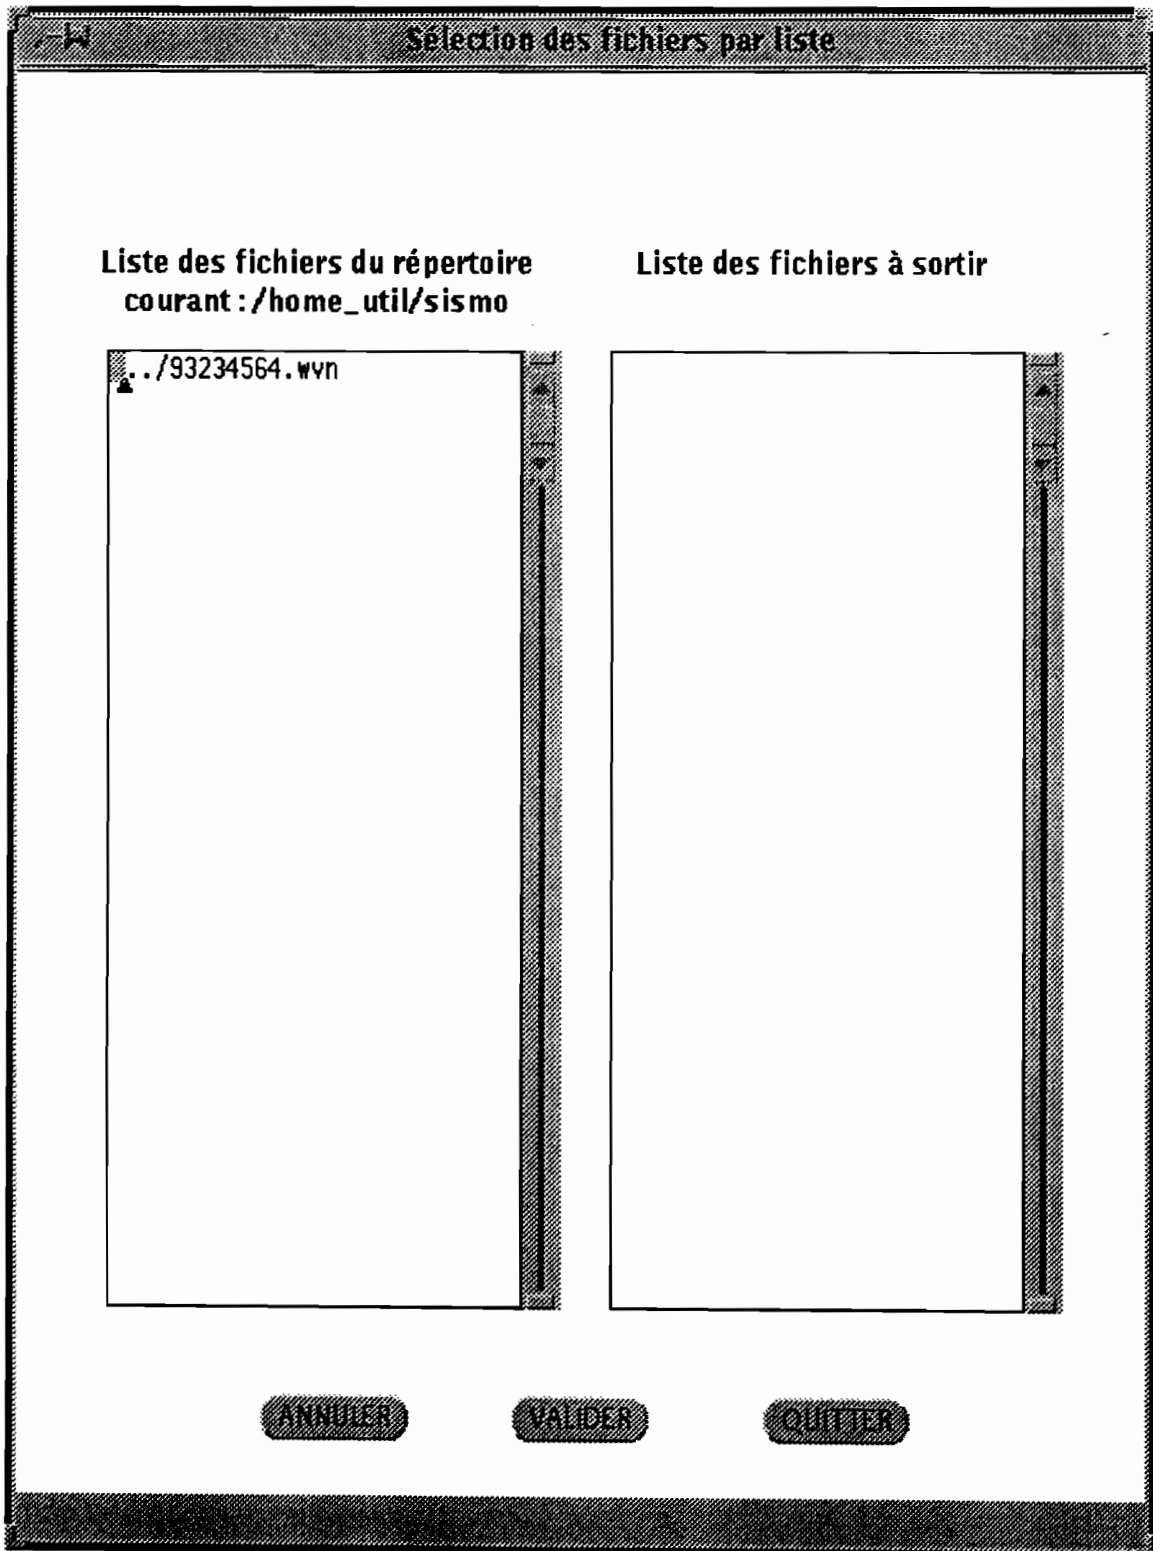 Sélection des fichiers par liste
Liste des fichiers du répertoire
courant:/home_util/sismo
Liste des fichiers à sortir
../93234564.wvn
ANNULER
VALIDER
QUITTER